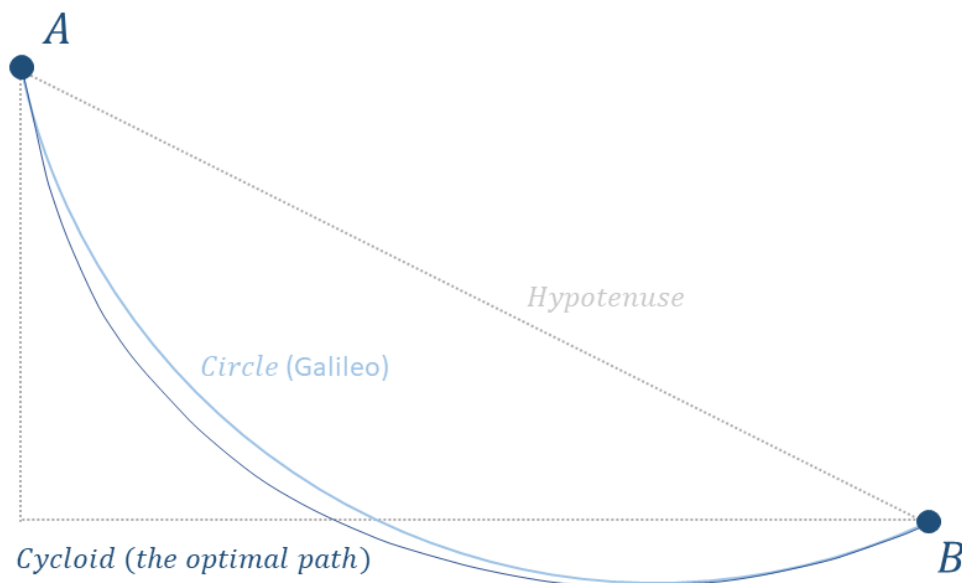 A
Hypotenuse
Circle (Galileo)
Cycloid (the optimal path)
B